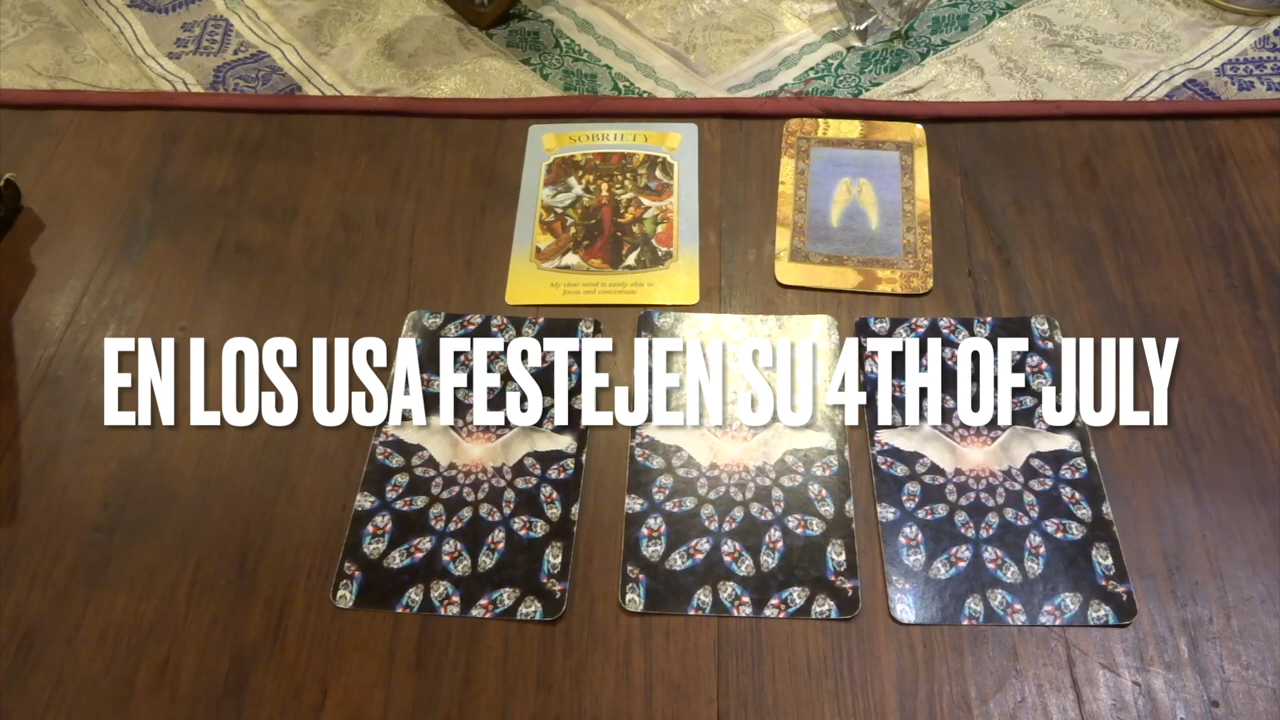 SOBRIETY
My clear mind is easily able to
focus and concentrate.
EN LOS USA FESTEJEN SU 4TH OF JULY